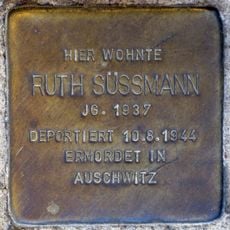 HIER WOHNTE
RUTH SÜSSMANN
JG. 1937
DEPORTIERT 10.8.1944
ERMORDET IN
AUSCHWITZ